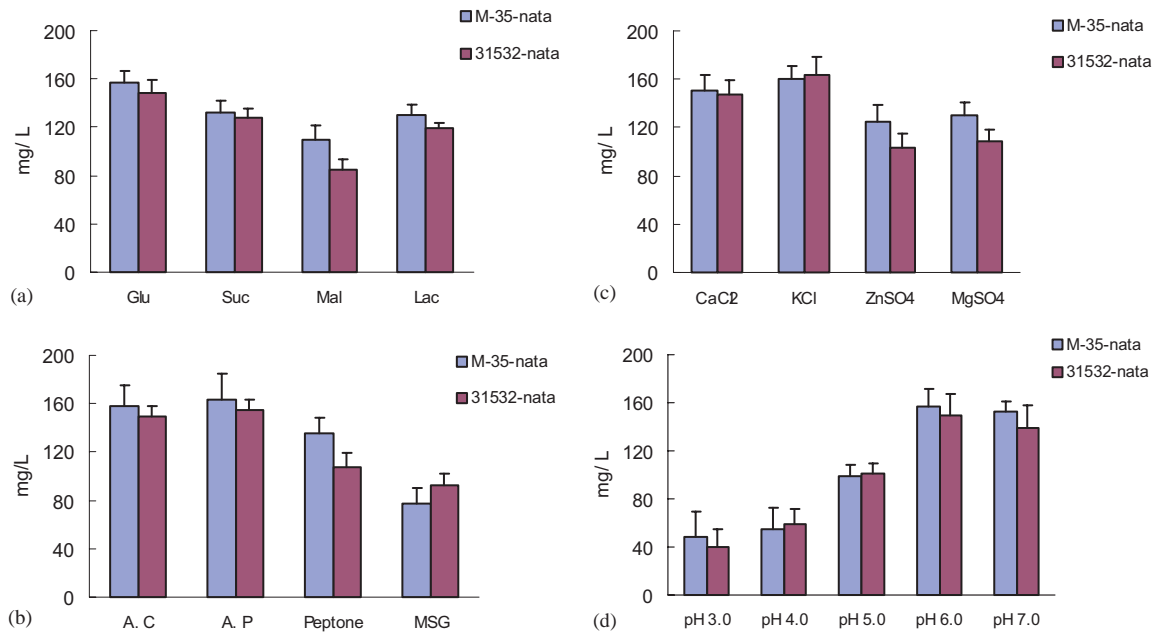 M-35-nata
31532-nata
200
160
120
80
40
0
mg/ L
Glu Suc Mal Lac
(a)
M-35-nata
31532-nata
200
160
120
80
40
0
mg/ L
CaCl2 KCl ZnSO4 MgSO4
(c)
M-35-nata
31532-nata
200
160
120
80
40
0
mg/L
A. C A. P Peptone MSG
(b)
M-35-nata
31532-nata
200
160
120
80
40
0
mg/ L
pH 3.0 pH 4.0 pH 5.0 pH 6.0 pH 7.0
(d)